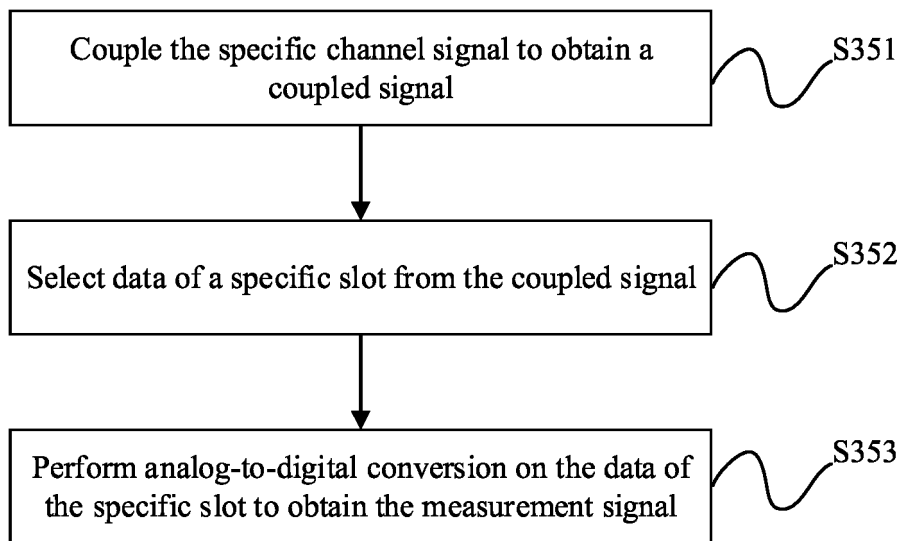 Couple the specific channel signal to obtain a
coupled signal
S351
Select data of a specific slot from the coupled signal
S352
Perform analog-to-digital conversion on the data of
the specific slot to obtain the measurement signal
S353